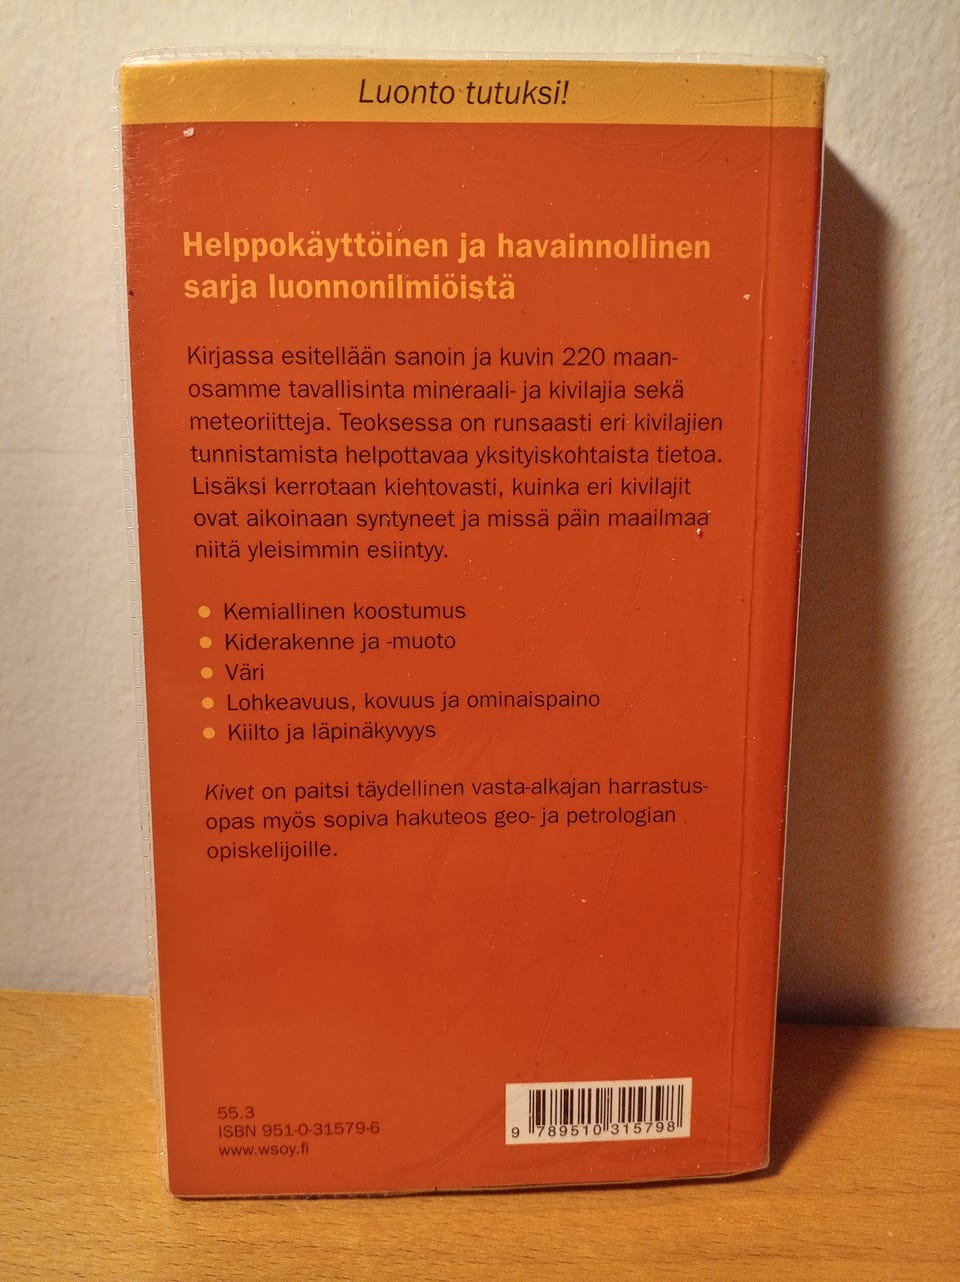 Luonto tutuksi!
Helppokäyttöinen ja havainnollinen
sarja luonnonilmiöistä
Kirjassa esitellään sanoin ja kuvin 220 maan-
osamme tavallisinta mineraali- ja kivilajia sekä
meteoriitteja. Teoksessa on runsaasti eri kivilajien
tunnistamista helpottavaa yksityiskohtaista tietoa.
Lisäksi kerrotaan kiehtovasti, kuinka eri kivilajit
ovat aikoinaan syntyneet ja missä päin maailmaa
niitä yleisimmin esiintyy.
● Kemiallinen koostumus
● Kiderakenne ja -muoto
● Väri
● Lohkeavuus, kovuus ja ominaispaino
● Kiilto ja läpinäkyvyys
Kivet on paitsi täydellinen vasta-alkajan harrastus-
opas myös sopiva hakuteos geo- ja petrologian
opiskelijoille.
55.3
ISBN 951-0-31579-6
www.wsoy.fi
9 789510 315798